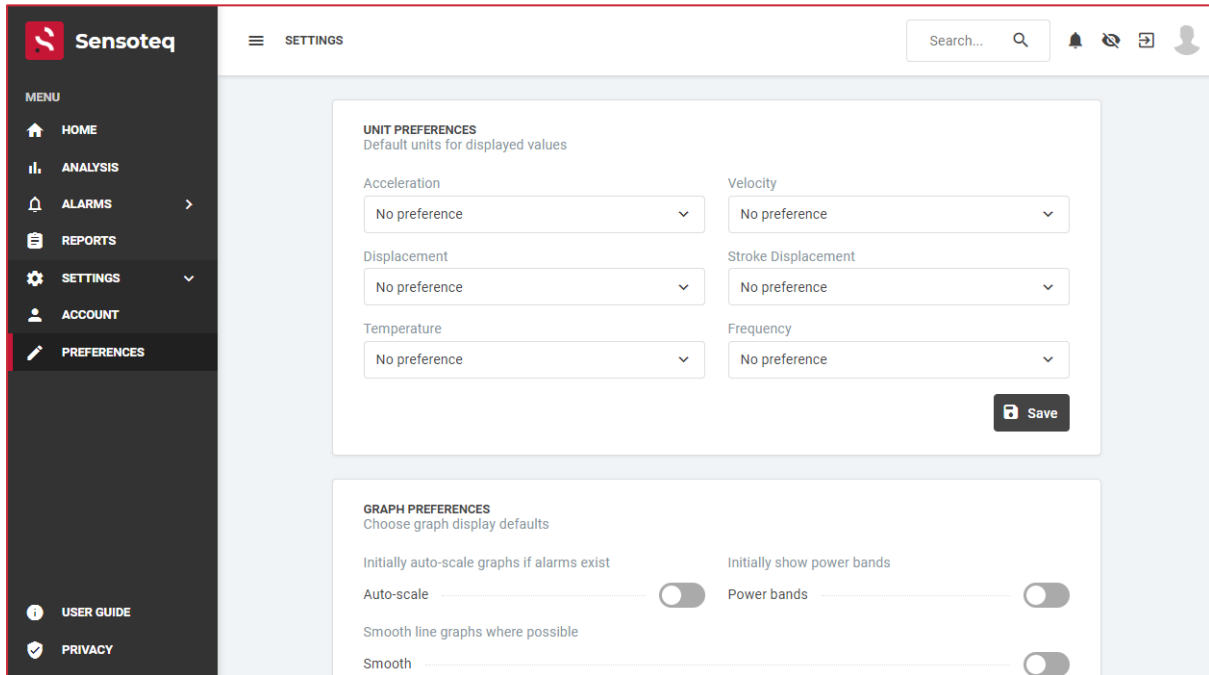 Sensoteq
SETTINGS
Search...
MENU
HOME
ANALYSIS
ALARMS
REPORTS
SETTINGS
ACCOUNT
PREFERENCES
USER GUIDE
PRIVACY
UNIT PREFERENCES
Default units for displayed values
Acceleration
No preference
Velocity
No preference
Displacement
No preference
Stroke Displacement
No preference
Temperature
No preference
Frequency
No preference
Save
GRAPH PREFERENCES
Choose graph display defaults
Initially auto-scale graphs if alarms exist
Auto-scale
Initially show power bands
Power bands
Smooth line graphs where possible
Smooth